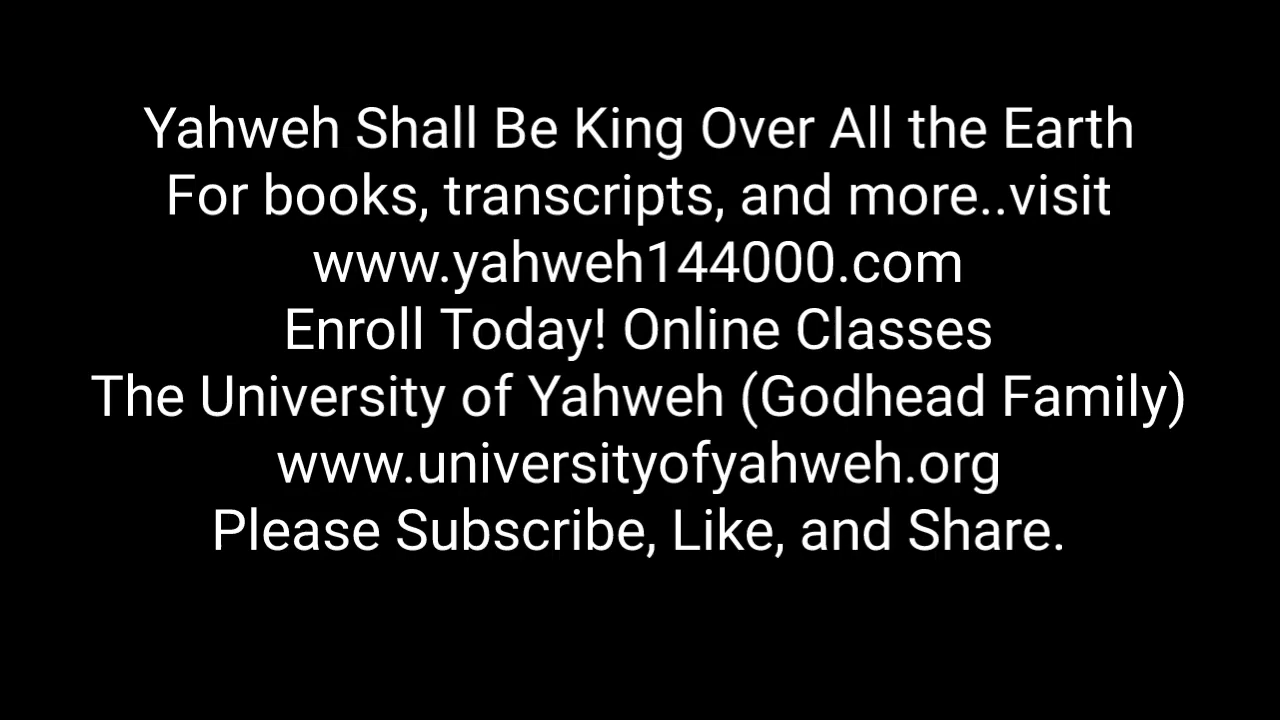 Yahweh Shall Be King Over All the Earth
For books, transcripts, and more..visit
www.yahweh144000.com
Enroll Today! Online Classes
The University of Yahweh (Godhead Family)
www.universityofyahweh.org
Please Subscribe, Like, and Share.